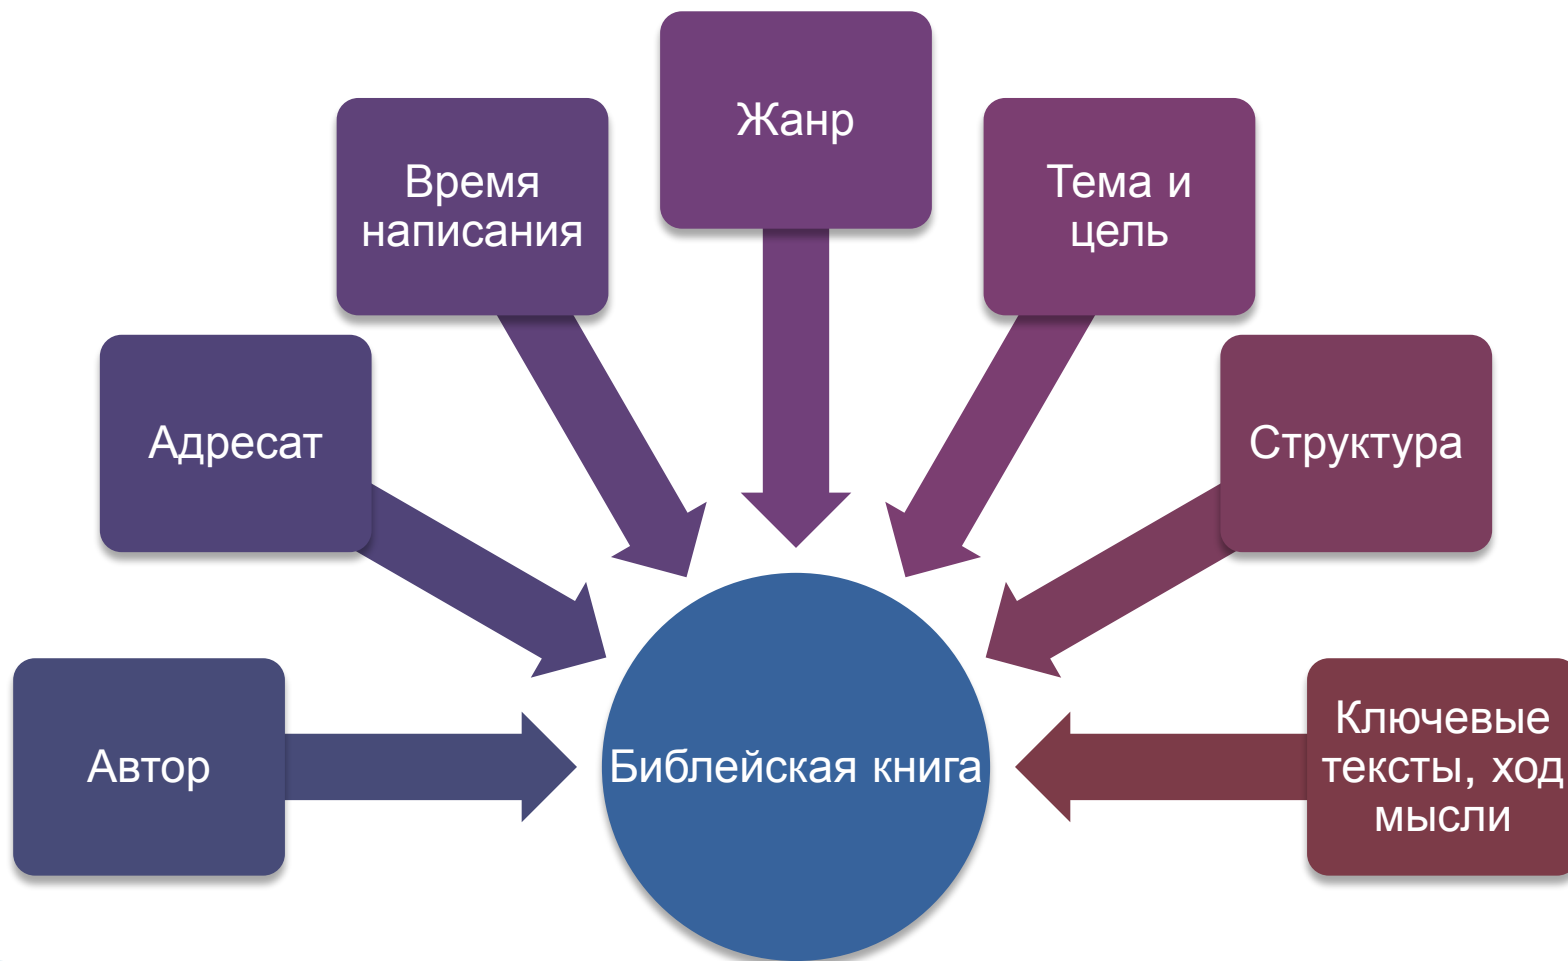 Жанр
Время
написания
Тема и
цель
Адресат
Структура
Автор
Библейская книга
Ключевые
тексты, ход
мысли